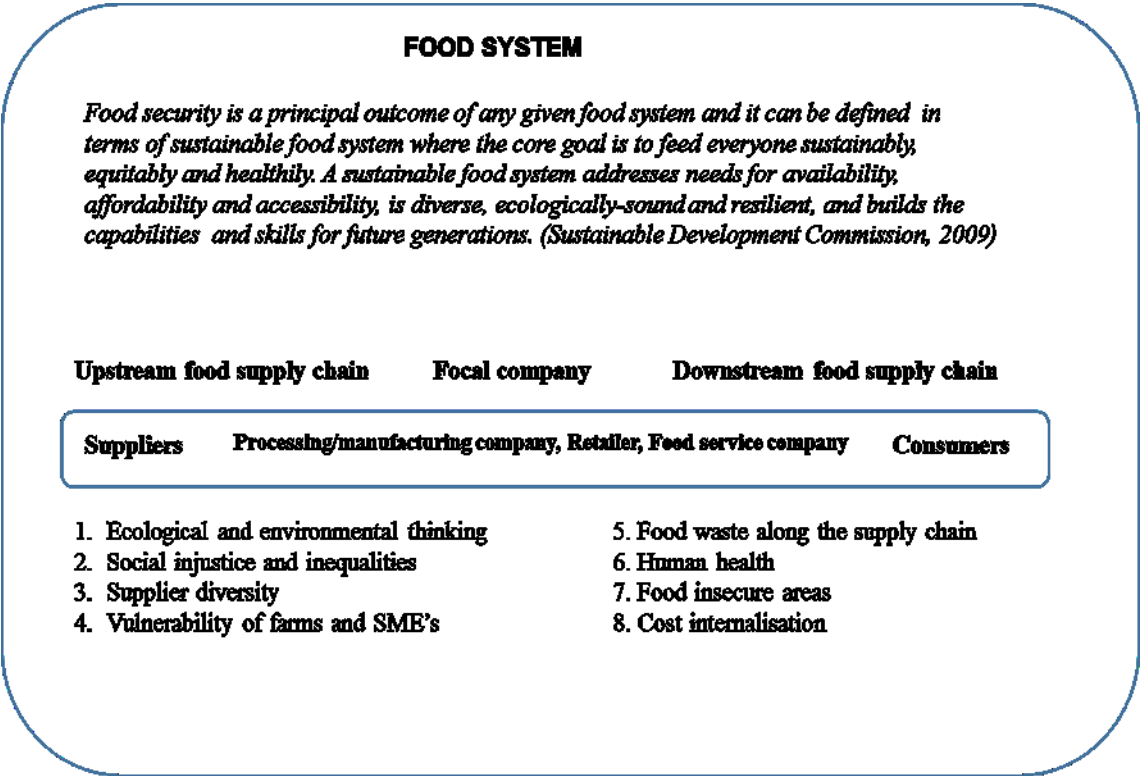 FOOD SYSTEM
Food security is a principal outcome of any given food system and it can be defined in
terms of sustainable food system where the core goal is to feed everyone sustainably,
equitably and healthily. A sustainable food system addresses needs for availability,
affordability and accessibility, is diverse, ecologically-sound and resilient, and builds the
capabilities and skills for future generations. (Sustainable Development Commission, 2009)
Upstream food supply chain Focal company Downstream food supply chain
Suppliers Processing/manufacturing company, Retailer, Food service company Consumers
1. Ecological and environmental thinking
2. Social injustice and inequalities
3. Supplier diversity
4. Vulnerability of farms and SME's
5. Food waste along the supply chain
6. Human health
7. Food insecure areas
8. Cost internalisation